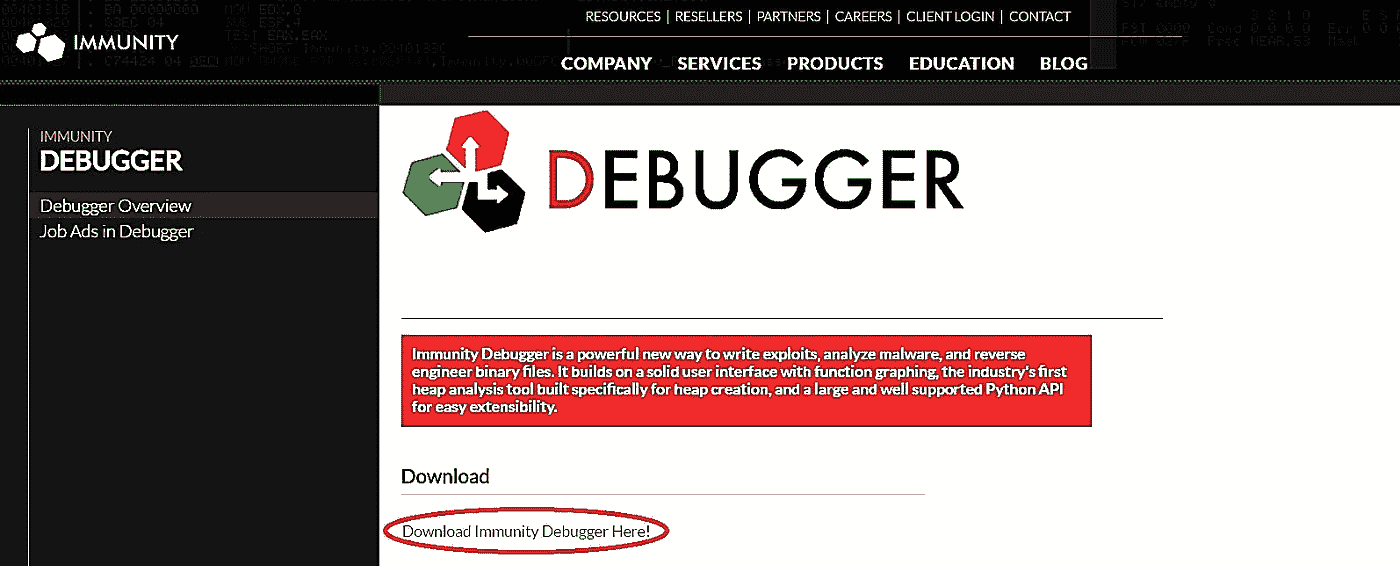 RESOURCES | RESELLERS | PARTNERS | CAREERS | CLIENT LOGIN | CONTACT
IMMUNITY
COMPANY SERVICES PRODUCTS EDUCATION BLOG
IMMUNITY
DEBUGGER
Debugger Overview
Job Ads in Debugger
DEBUGGER
Immunity Debugger is a powerful new way to write exploits, analyze malware, and reverse
engineer binary files. It builds on a solid user interface with function graphing, the industry's first
heap analysis tool built specifically for heap creation, and a large and well supported Python API
for easy extensibility.
Download
Download Immunity Debugger Here!